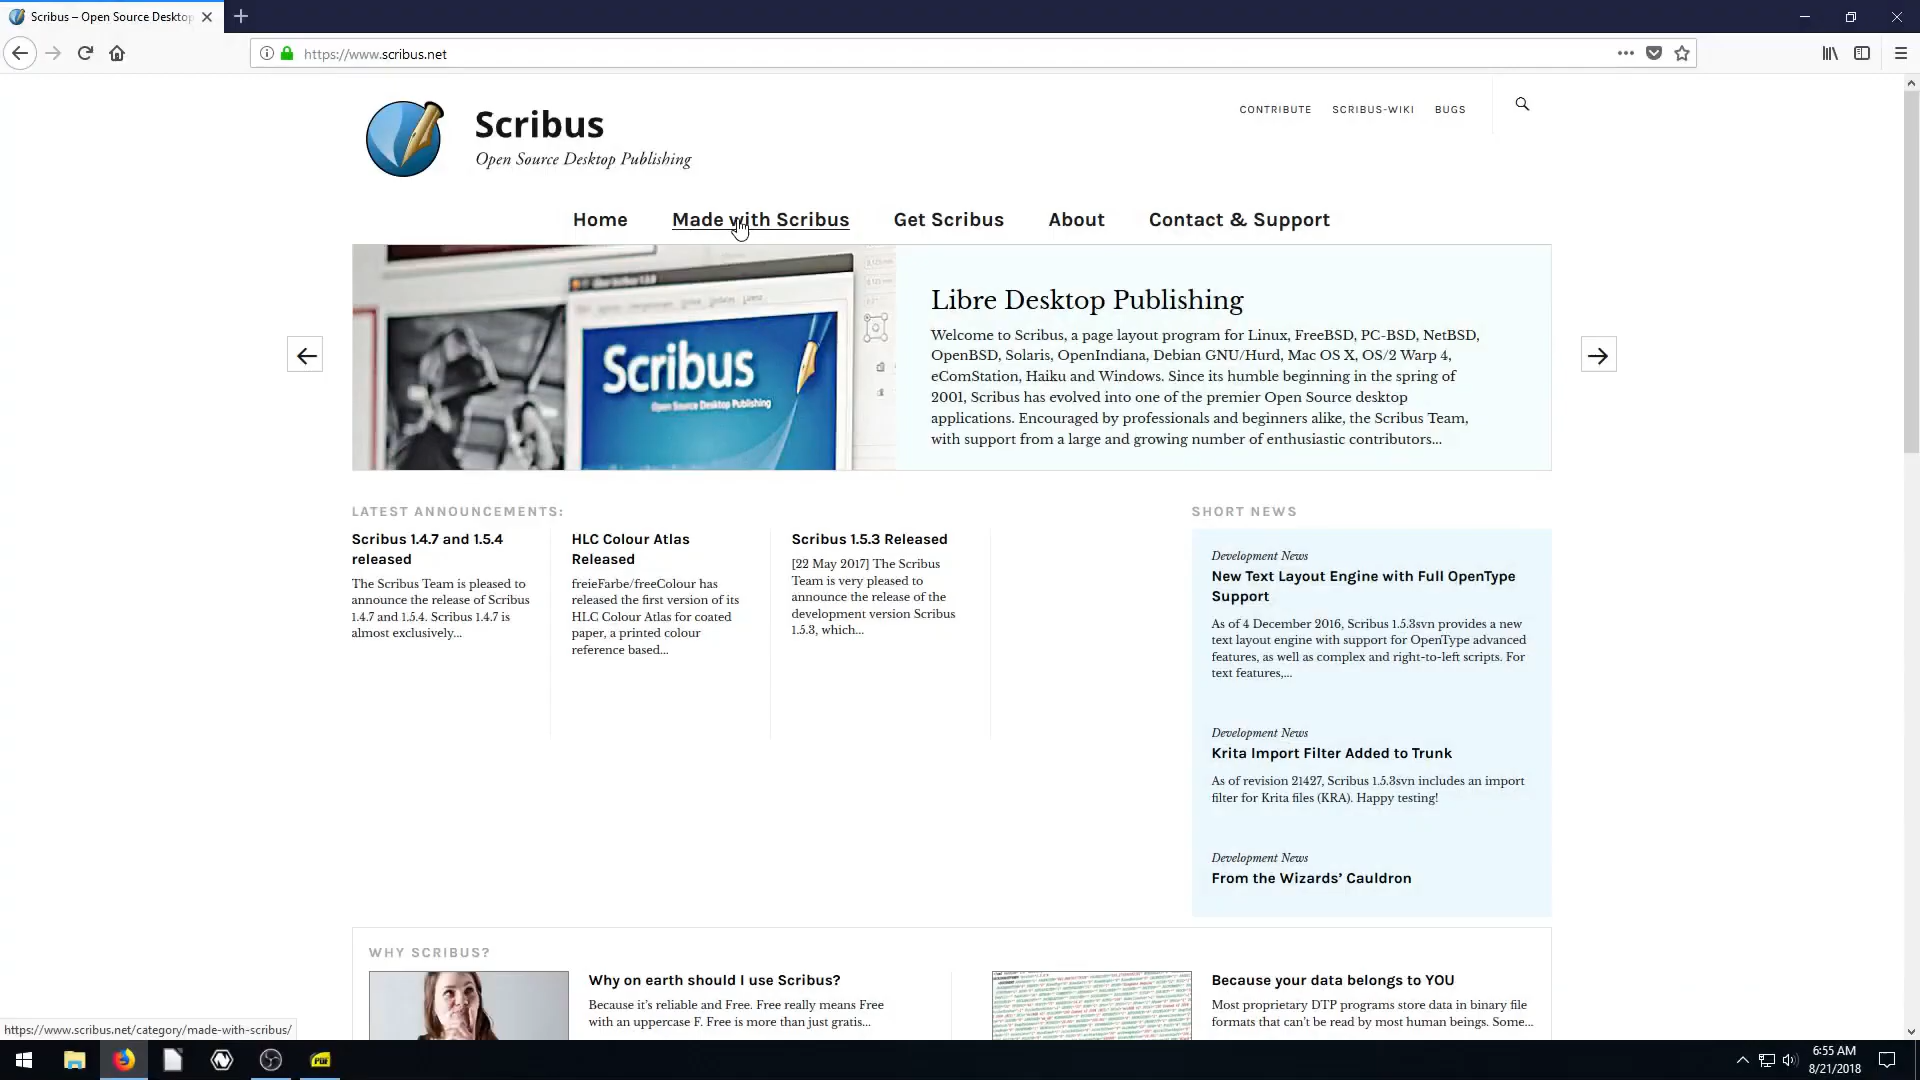 Scribus – Open Source Desktop
https://www.scribus.net
Scribus
Open Source Desktop Publishing
CONTRIBUTE
SCRIBUS-WIKI
BUGS
Home
Made with Scribus
Get Scribus
About
Contact & Support
Scribus
Open Source Desktop Publishing
Libre Desktop Publishing
Welcome to Scribus, a page layout program for Linux, FreeBSD, PC-BSD, NetBSD,
OpenBSD, Solaris, OpenIndiana, Debian GNU/Hurd, Mac OS X, OS/2 Warp 4,
eComStation, Haiku and Windows. Since its humble beginning in the spring of
2001, Scribus has evolved into one of the premier Open Source desktop
applications. Encouraged by professionals and beginners alike, the Scribus Team,
with support from a large and growing number of enthusiastic contributors...
LATEST ANNOUNCEMENTS:
Scribus 1.4.7 and 1.5.4
released
The Scribus Team is pleased to
announce the release of Scribus
1.4.7 and 1.5.4. Scribus 1.4.7 is
almost exclusively...
HLC Colour Atlas
Released
freieFarbe/freeColour has
released the first version of its
HLC Colour Atlas for coated
paper, a printed colour
reference based...
Scribus 1.5.3 Released
[22 May 2017] The Scribus
Team is very pleased to
announce the release of the
development version Scribus
1.5.3, which...
SHORT NEWS
Development News
New Text Layout Engine with Full OpenType
Support
As of 4 December 2016, Scribus 1.5.3svn provides a new
text layout engine with support for OpenType advanced
features, as well as complex and right-to-left scripts. For
text features,...
Development News
Krita Import Filter Added to Trunk
As of revision 21427, Scribus 1.5.3svn includes an import
filter for Krita files (KRA). Happy testing!
Development News
From the Wizards’ Cauldron
WHY SCRIBUS?
Why on earth should I use Scribus?
Because it’s reliable and Free. Free really means Free
with an uppercase F. Free is more than just gratis...
Because your data belongs to YOU
Most proprietary DTP programs store data in binary file
formats that can’t be read by most human beings. Some...
https://www.scribus.net/category/made-with-scribus/
PDF
6:55 AM
8/21/2018